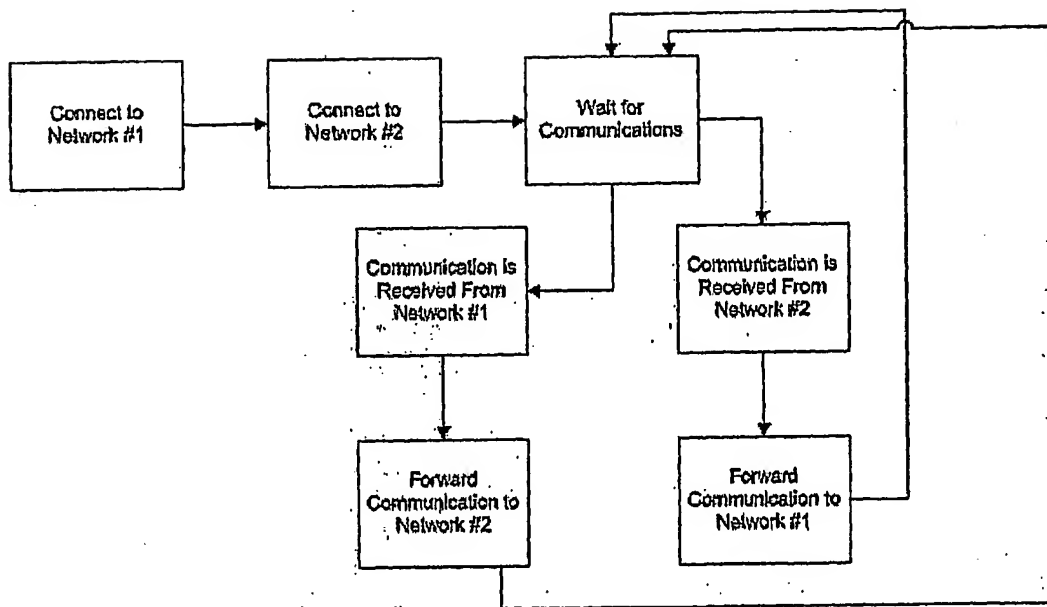 Connect to
Network #1
Connect to
Network #2
Wait for
Communications
Communication is
Received From
Network #1
Communication is
Received From
Network #2
Forward
Communication to
Network #2
Forward
Communication to
Network #1